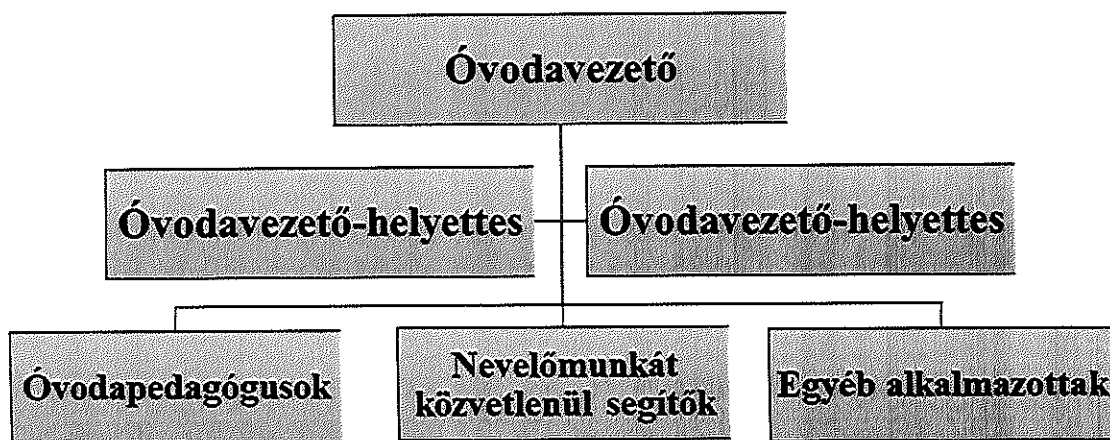 Óvodavezető
Óvodavezető-helyettes
Óvodavezető-helyettes
Óvodapedagógusok
Nevelőmunkát
közvetlenül segítők
Egyéb alkalmazottak